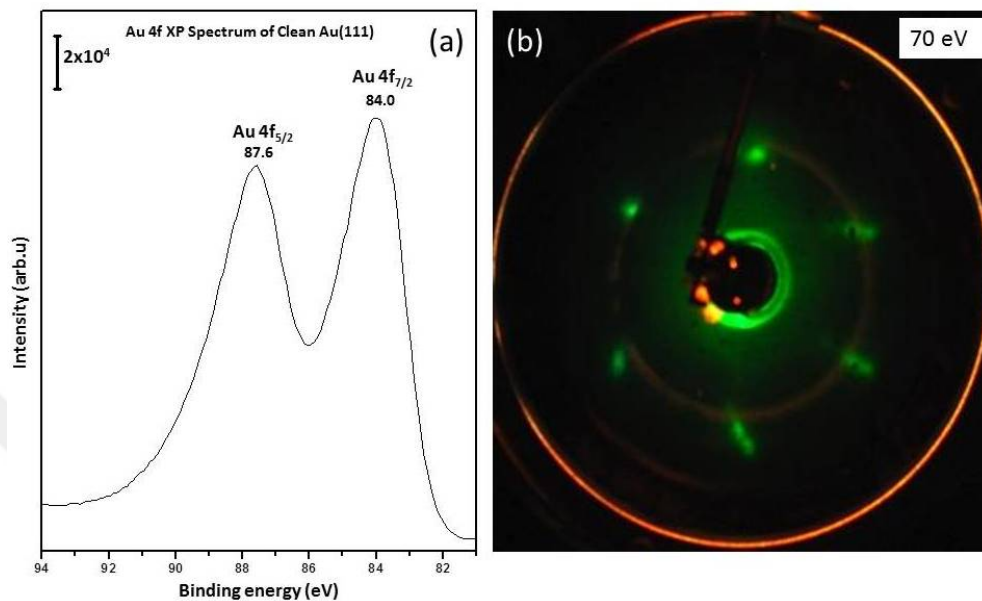 Au 4f XP Spectrum of Clean Au(111)
(a)
2x10⁴
Au 4f₇/₂
84.0
Au 4f₅/₂
87.6
Intensity (arb.u)
94 92 90 88 86 84 82
Binding energy (eV)
(b)
70 eV